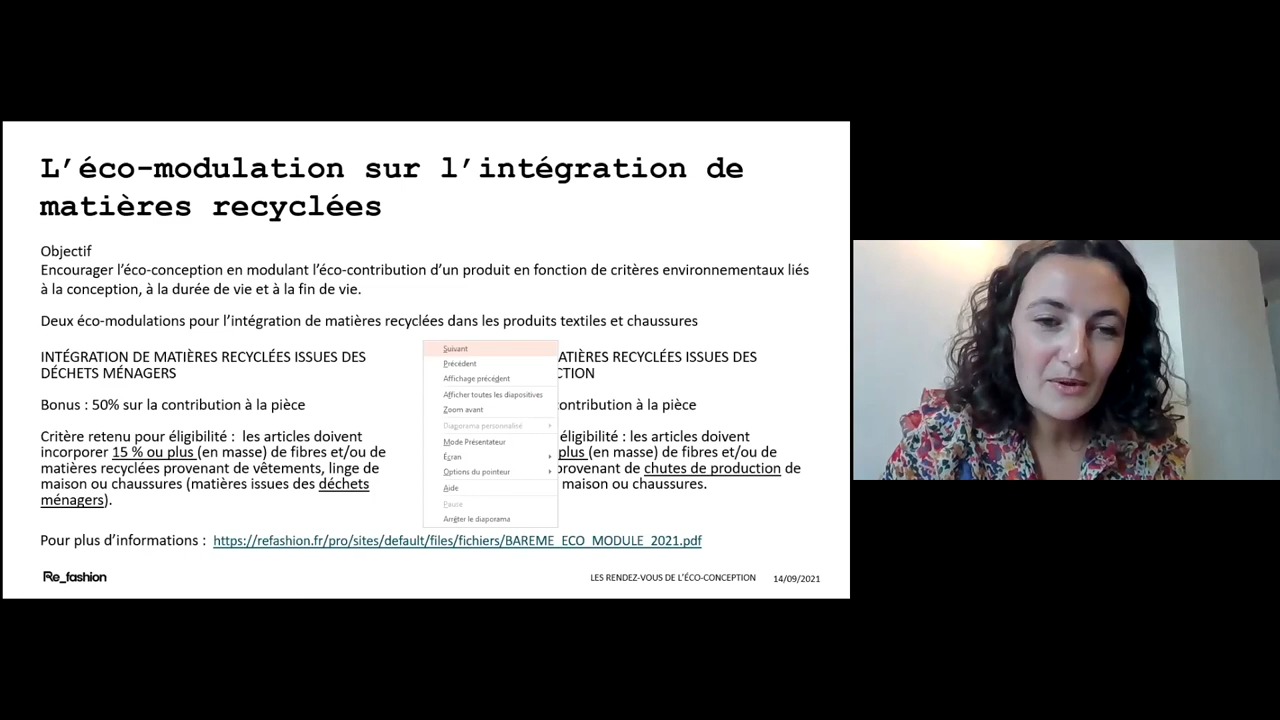 L’éco-modulation sur l’intégration de
matières recyclées
Objectif
Encourager l’éco-conception en modulant l’éco-contribution d’un produit en fonction de critères environnementaux liés
à la conception, à la durée de vie et à la fin de vie.
Deux éco-modulations pour l’intégration de matières recyclées dans les produits textiles et chaussures
INTÉGRATION DE MATIÈRES RECYCLÉES ISSUES DES
DÉCHETS MÉNAGERS
Bonus : 50% sur la contribution à la pièce
Critère retenu pour éligibilité : les articles doivent
incorporer 15 % ou plus (en masse) de fibres et/ou de
matières recyclées provenant de vêtements, linge de
maison ou chaussures (matières issues des déchets
ménagers).
Suivant
Précédent
Affichage précédent
Afficher toutes les diapositives
Zoom avant
Diaporama personnalisé
Mode Présentateur
Écran
Options du pointeur
Aide
Pause
Arrêter le diaporama
RECYCLÉES ISSUES DES
à la pièce
éligibilité : les articles doivent
plus (en masse) de fibres et/ou de
provenant de chutes de production de
maison ou chaussures.
Pour plus d’informations : https://refashion.fr/pro/sites/default/files/fichiers/BAREME_ECO_MODULE_2021.pdf
Re_fashion
LES RENDEZ-VOUS DE L’ÉCO-CONCEPTION 14/09/2021